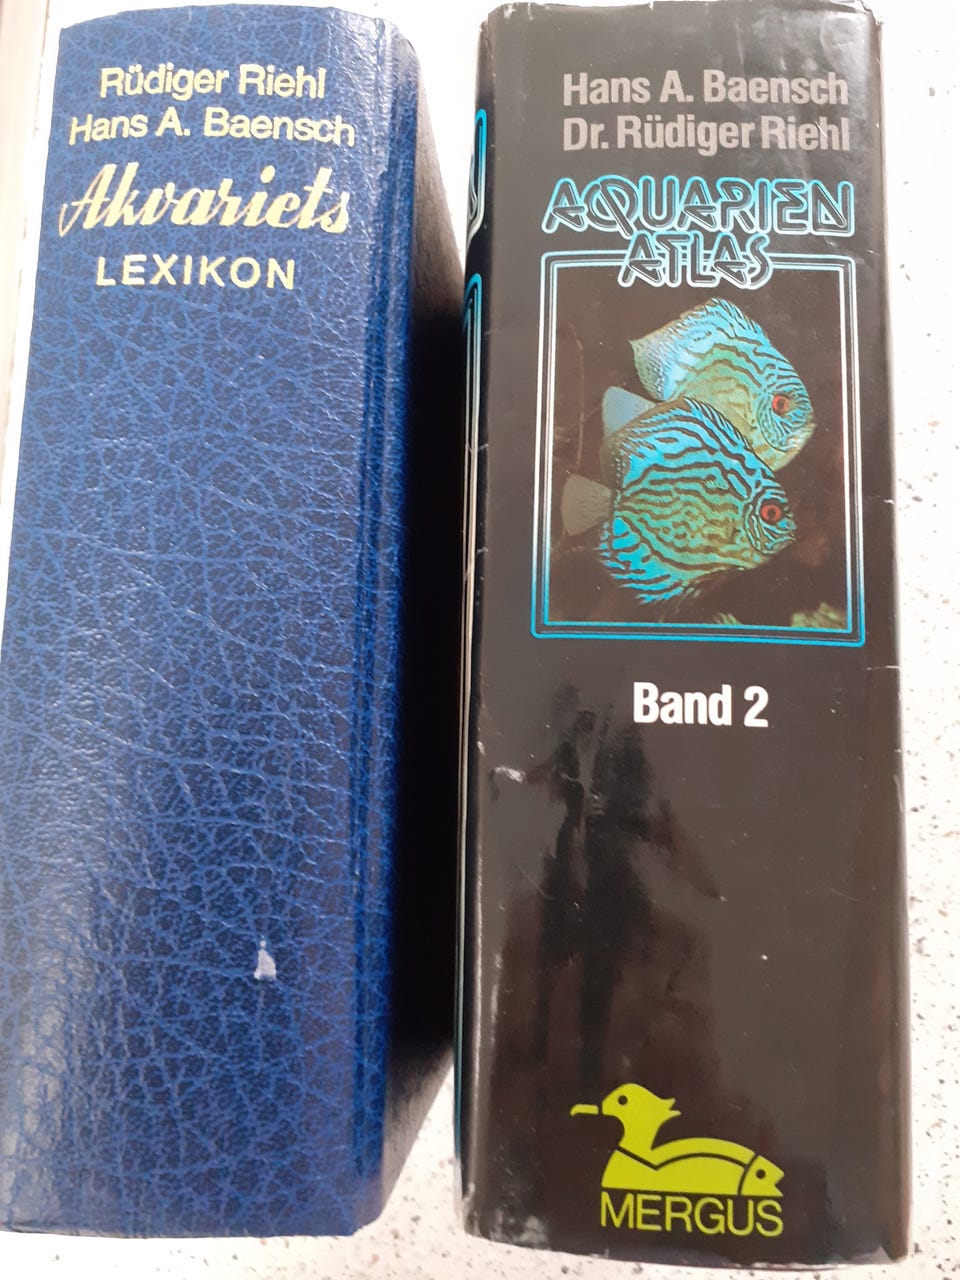 Rüdiger Riehl
Hans A. Baensch
Akvariets
LEXIKON
Hans A. Baensch
Dr. Rüdiger Riehl
AQUARIEN
ATLAS
Band 2
MERGUS